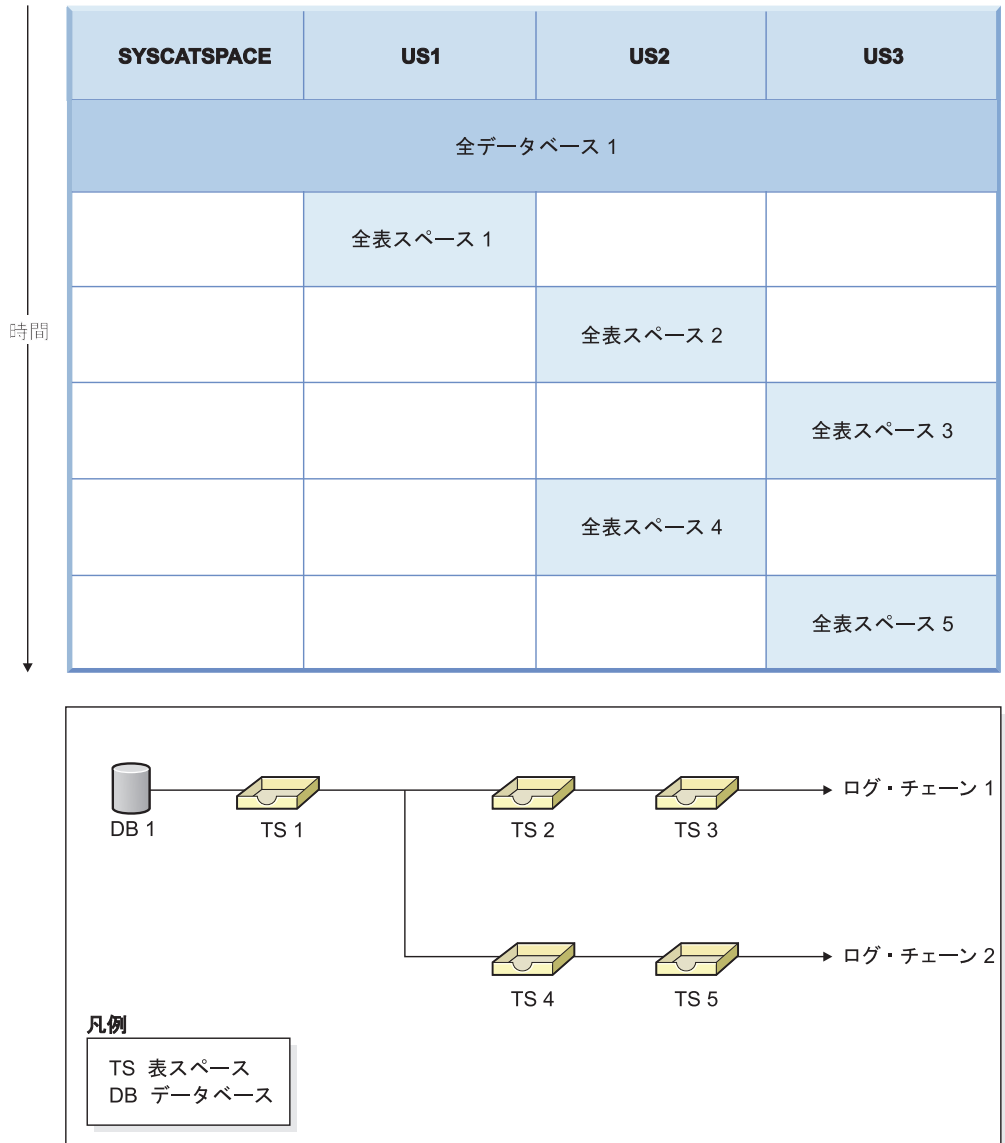 SYSCATSPACE US1 US2 US3
全データベース 1
全表スペース 1
全表スペース 2
時間
全表スペース 3
全表スペース 4
全表スペース 5
DB 1 TS 1 TS 2 TS 3 ログ・チェーン 1
TS 4 TS 5 ログ・チェーン 2
凡例
TS 表スペース
DB データベース